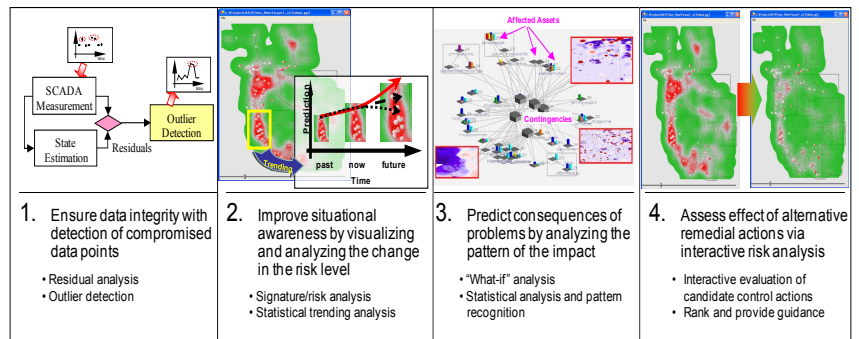 SCADA
Measurement
State
Estimation
Residuals
Outlier
Detection
Prediction
Trending
past now future
Time
Affected Assets
Contingencies
1. Ensure data integrity with
detection of compromised
data points
• Residual analysis
• Outlier detection
2. Improve situational
awareness by visualizing
and analyzing the change
in the risk level
• Signature/risk analysis
• Statistical trending analysis
3. Predict consequences of
problems by analyzing the
pattern of the impact
• “What-if” analysis
• Statistical analysis and pattern
recognition
4. Assess effect of alternative
remedial actions via
interactive risk analysis
• Interactive evaluation of
candidate control actions
• Rank and provide guidance